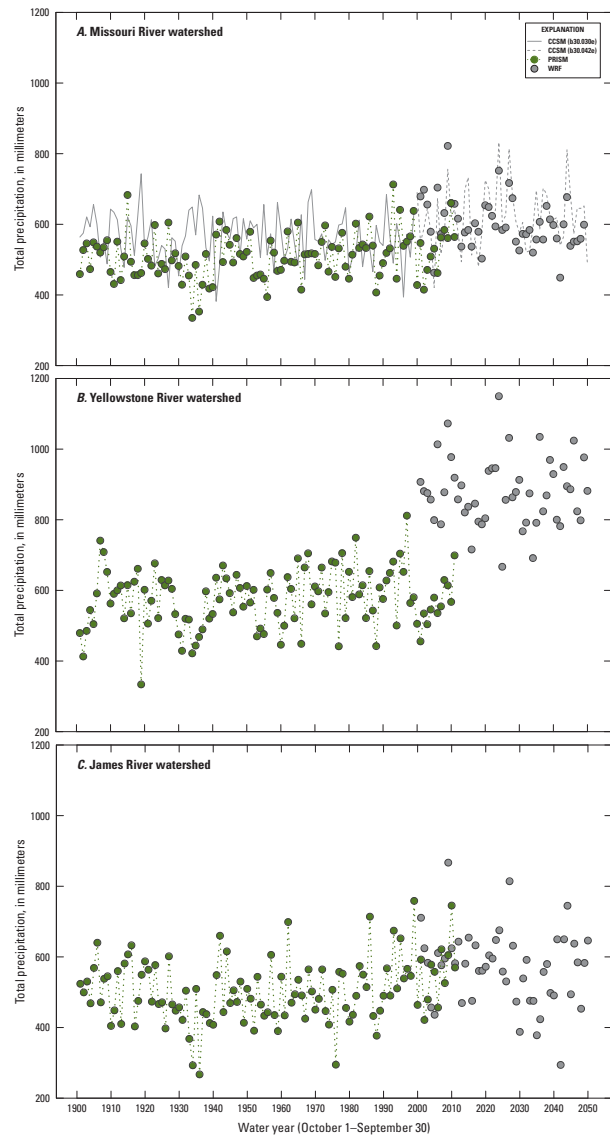 A. Missouri River watershed
EXPLANATION
CCSM (b30.030e)
CCSM (b30.042e)
PRISM
WRF
1200
1000
800
600
400
200
Total precipitation, in millimeters
B. Yellowstone River watershed
1200
1000
800
600
400
200
Total precipitation, in millimeters
C. James River watershed
1200
1000
800
600
400
200
Total precipitation, in millimeters
1900 1910 1920 1930 1940 1950 1960 1970 1980 1990 2000 2010 2020 2030 2040 2050
Water year (October 1–September 30)